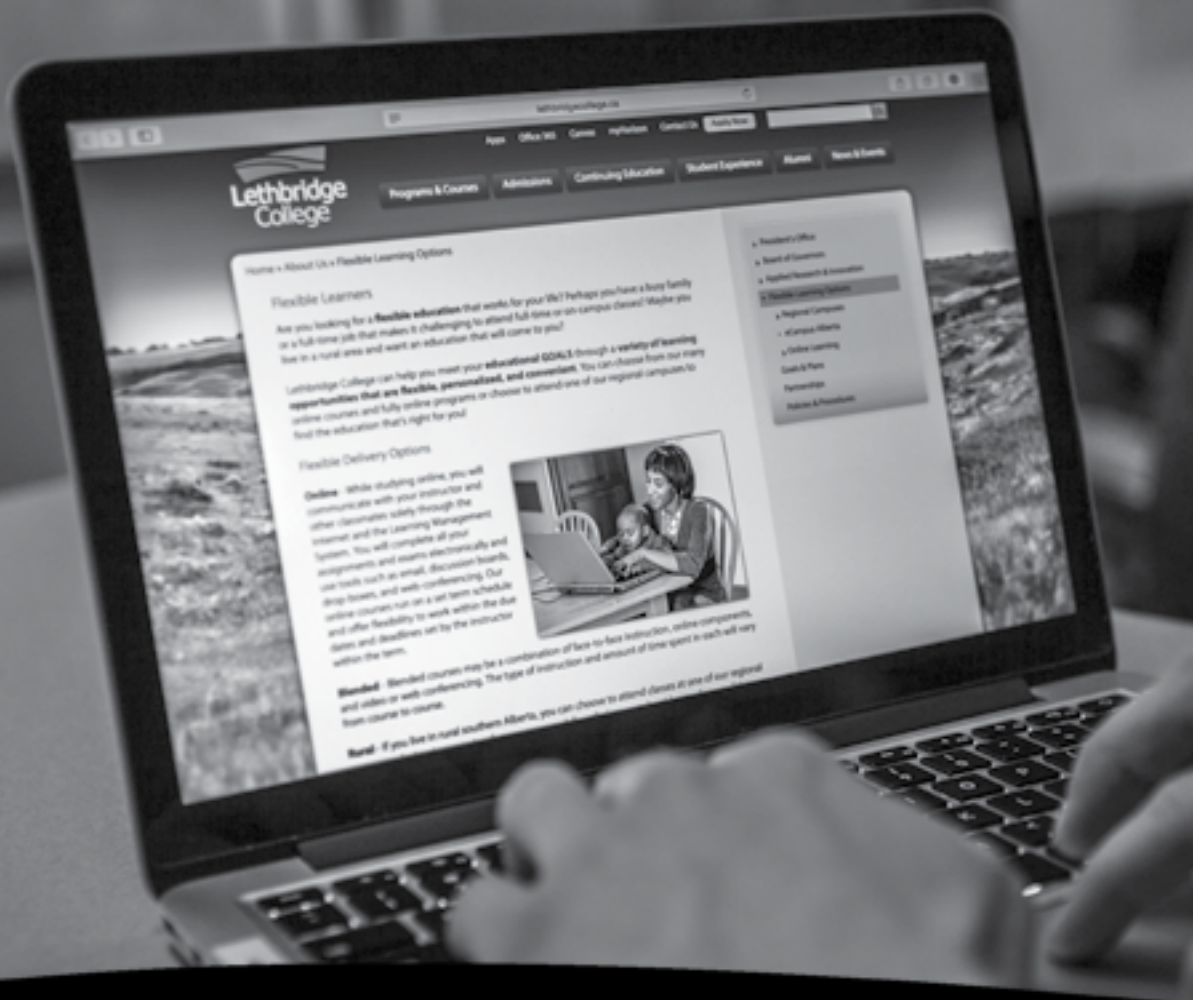 lethbridgecollege.ca
Apps Office 365 Canvas myHorizon Contact Us Apply Now
Lethbridge
College
Programs & Courses Admissions Continuing Education Student Experience Alumni News & Events
Home » About Us » Flexible Learning Options
Flexible Learners
Are you looking for a flexible education that works for your life? Perhaps you have a busy family
or a full-time job that makes it challenging to attend full-time or on-campus classes? Maybe you
live in a rural area and want an education that will come to you?
Lethbridge College can help you meet your educational GOALS through a variety of learning
opportunities that are flexible, personalized, and convenient. You can choose from our many
online courses and fully online programs or choose to attend one of our regional campuses to
find the education that's right for you!
Flexible Delivery Options
Online - While studying online, you will
communicate with your instructor and
other classmates solely through the
Internet and the Learning Management
System. You will complete all your
assignments and exams electronically and
use tools such as email, discussion boards,
drop-boxes, and web-conferencing. Our
online courses run on a set term schedule
and offer flexibility to work within the due
dates and deadlines set by the instructor
within the term.
Blended - Blended courses may be a combination of face-to-face instruction, online components,
and video or web conferencing. The type of instruction and amount of time spent in each will vary
from course to course.
Rural - If you live in rural southern Alberta, you can choose to attend classes at one of our regional
President's Office
Board of Governors
Applied Research & Innovation
Flexible Learning Options
Regional Campuses
eCampus Alberta
Online Learning
Goals & Plans
Partnerships
Policies & Procedures